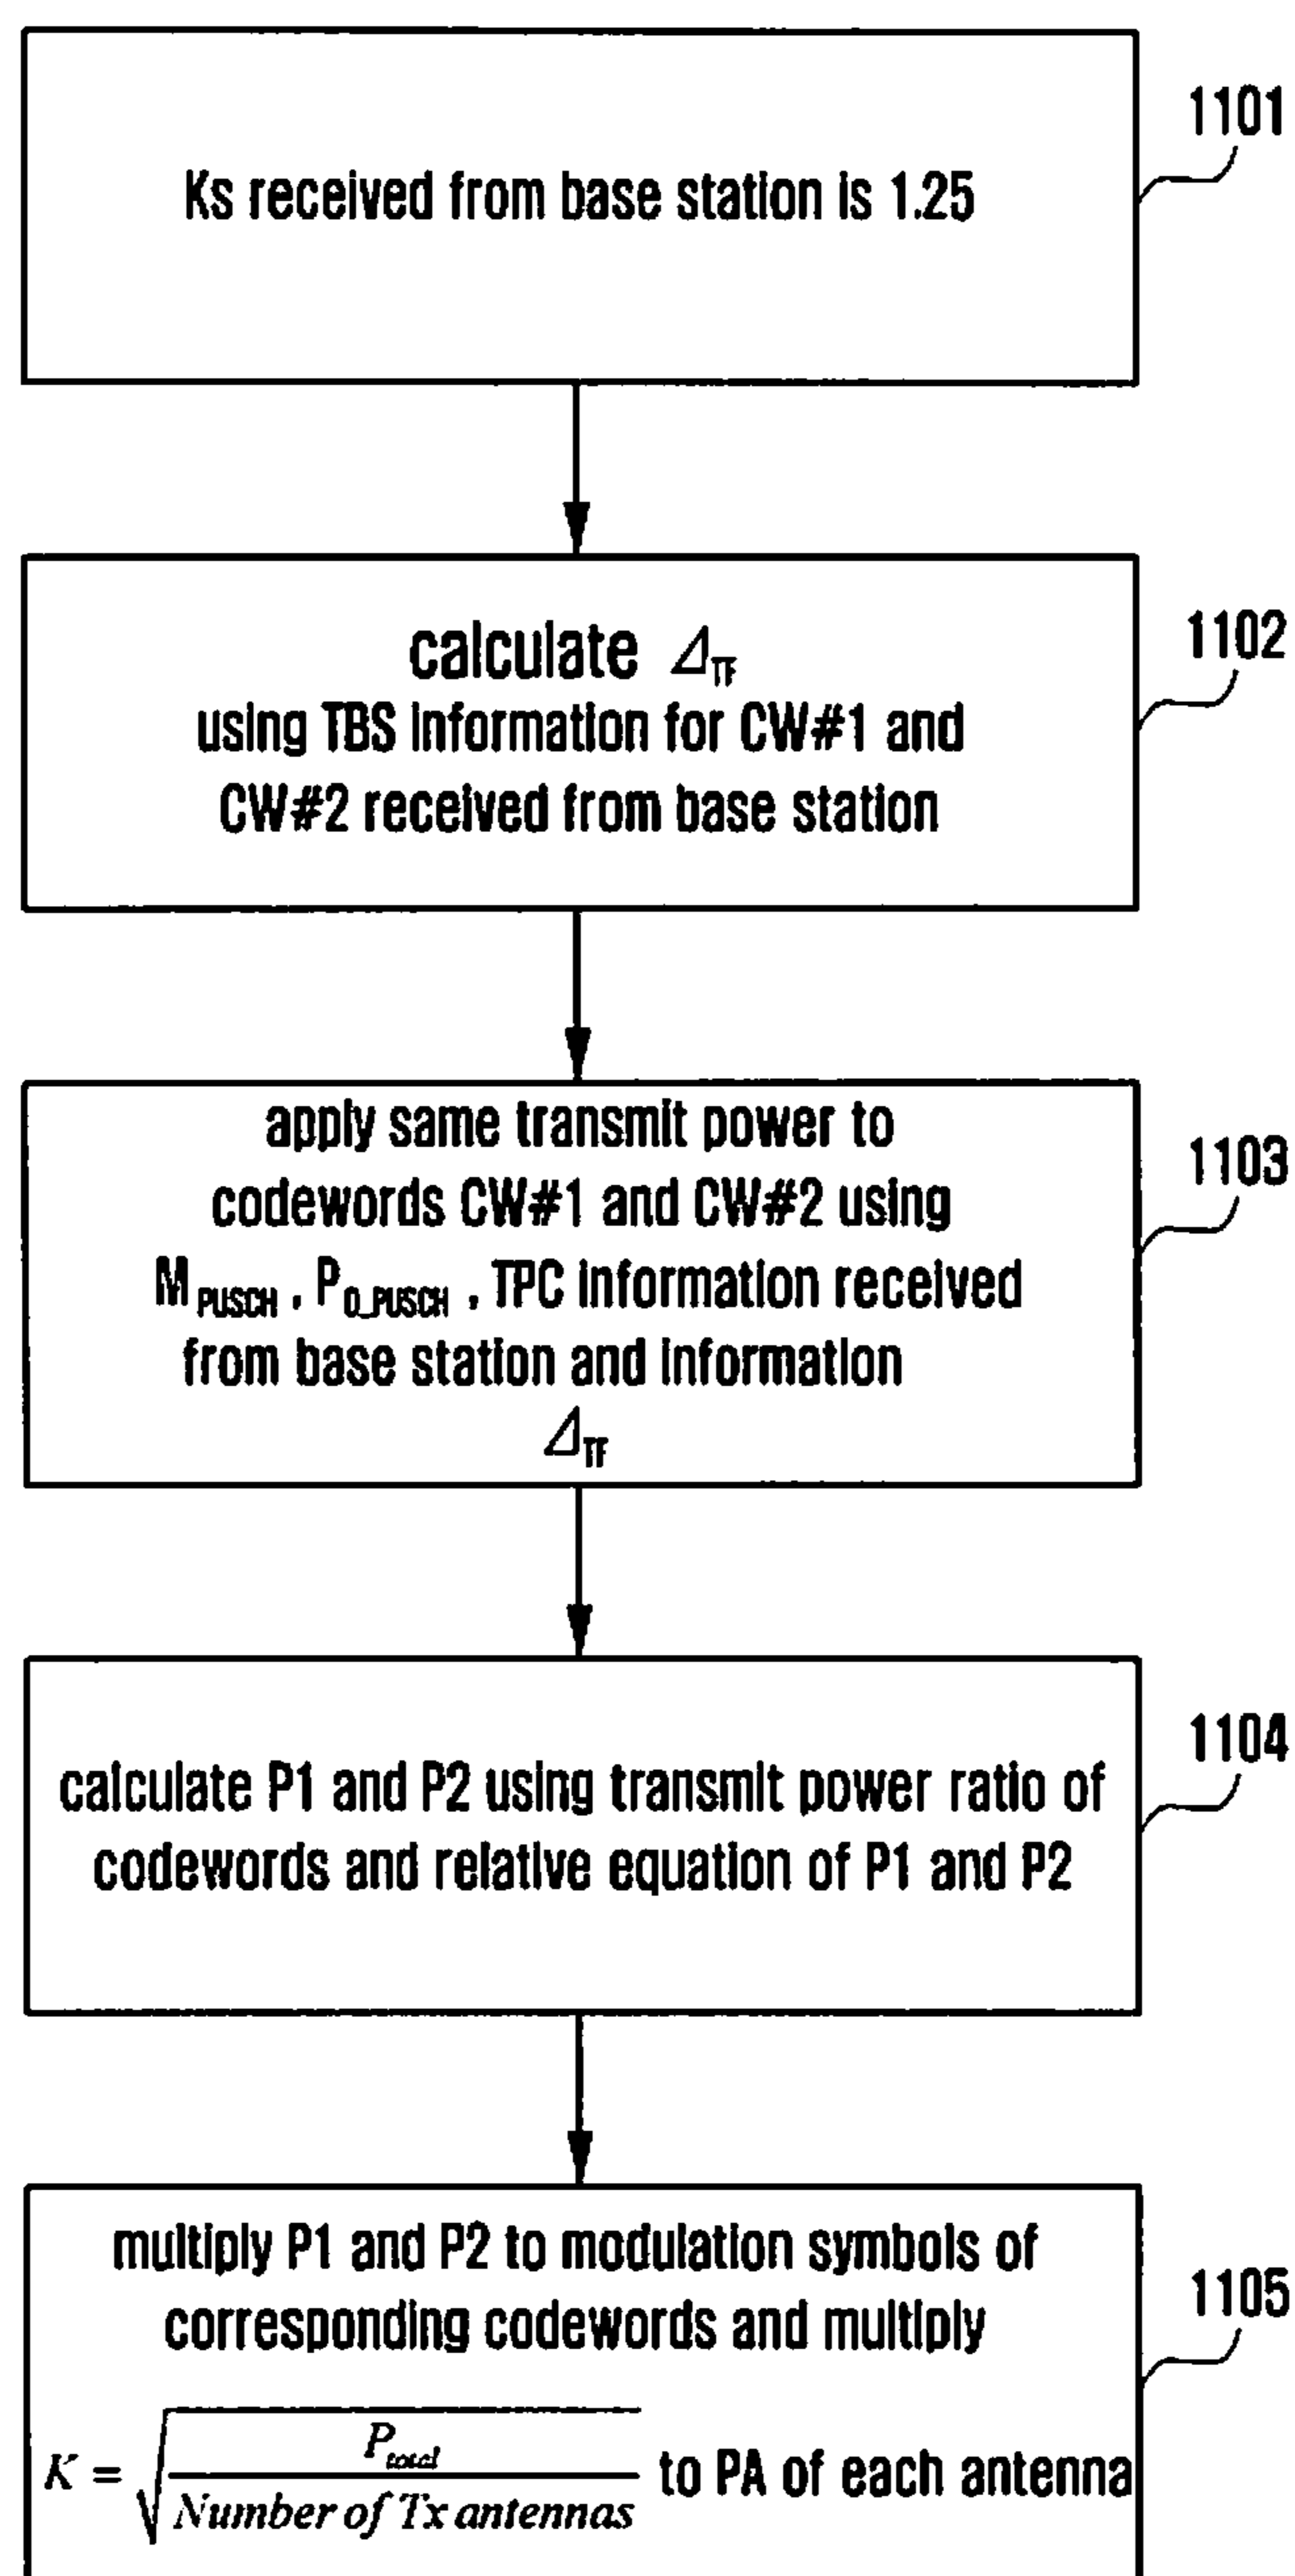 Ks received from base station is 1.25
1101
calculate Δ_TF
using TBS information for CW#1 and
CW#2 received from base station
1102
apply same transmit power to
codewords CW#1 and CW#2 using
M_PUSCH , P_0_PUSCH , TPC information received
from base station and information
Δ_TF
1103
calculate P1 and P2 using transmit power ratio of
codewords and relative equation of P1 and P2
1104
multiply P1 and P2 to modulation symbols of
corresponding codewords and multiply
K = √(P_total / Number of Tx antennas) to PA of each antenna
1105